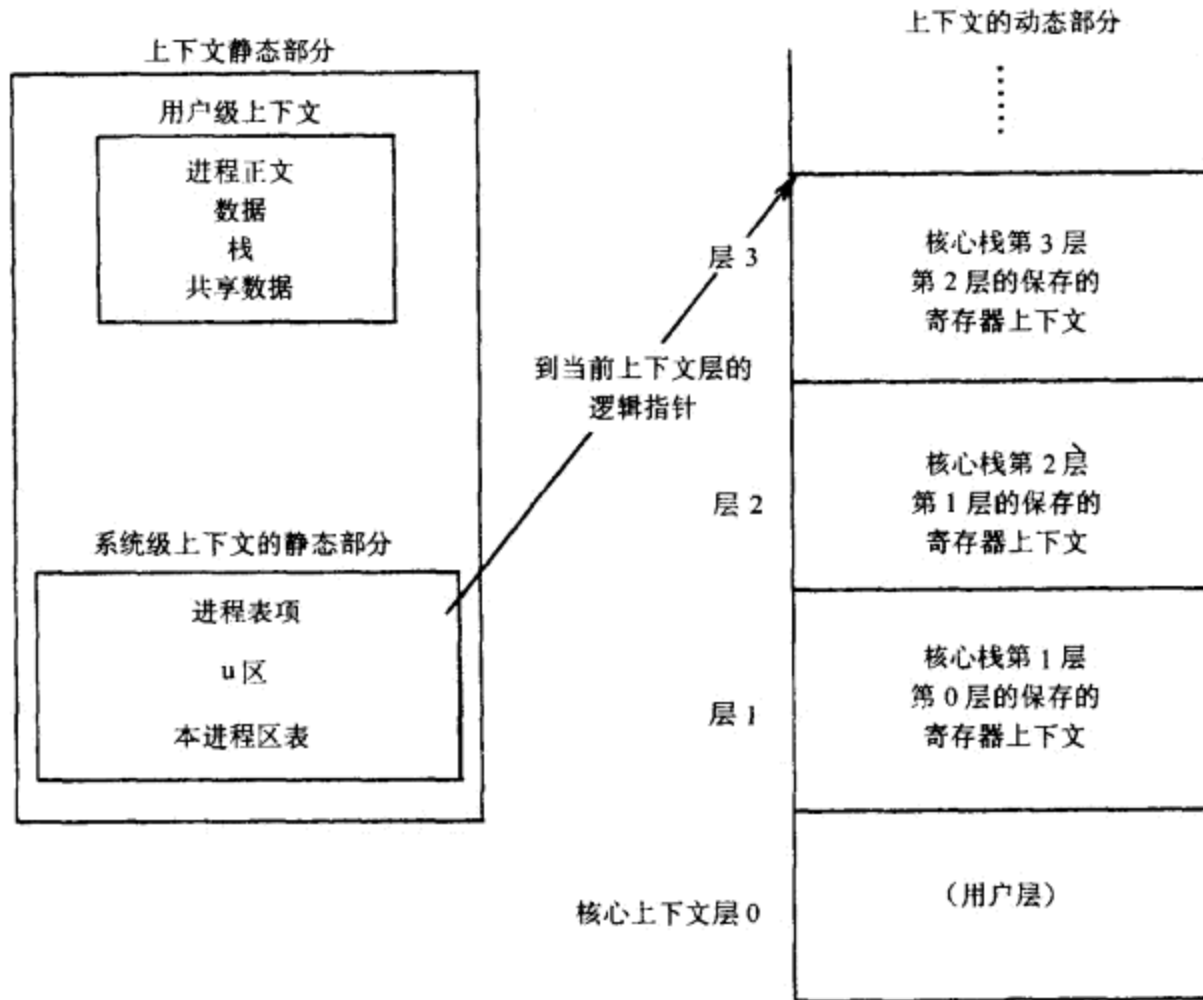 上下文静态部分
用户级上下文
进程正文
数据
栈
共享数据
系统级上下文的静态部分
进程表项
u区
本进程区表
到当前上下文层的
逻辑指针
上下文的动态部分
……
层3
核心栈第3层
第2层的保存的
寄存器上下文
层2
核心栈第2层
第1层的保存的
寄存器上下文
层1
核心栈第1层
第0层的保存的
寄存器上下文
核心上下文层0
（用户层）